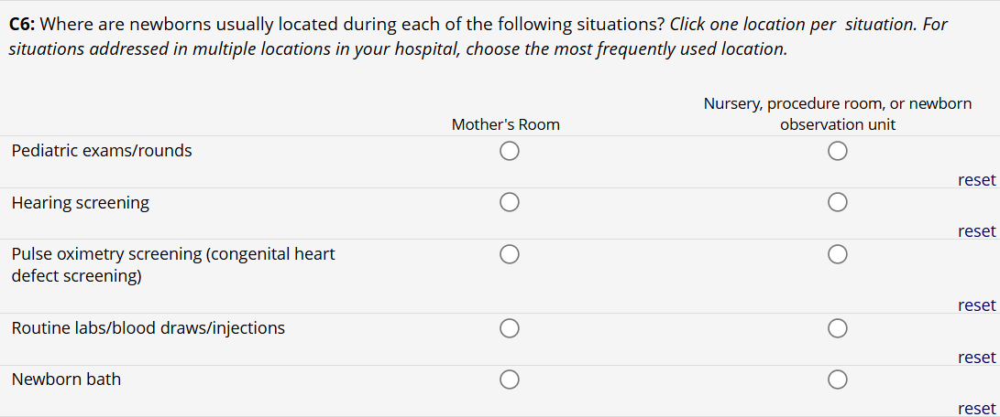 C6: Where are newborns usually located during each of the following situations? Click one location per situation. For
situations addressed in multiple locations in your hospital, choose the most frequently used location.
Nursery, procedure room, or newborn
Mother's Room observation unit
Pediatric exams/rounds
reset
Hearing screening
reset
Pulse oximetry screening (congenital heart
defect screening)
reset
Routine labs/blood draws/injections
reset
Newborn bath
reset